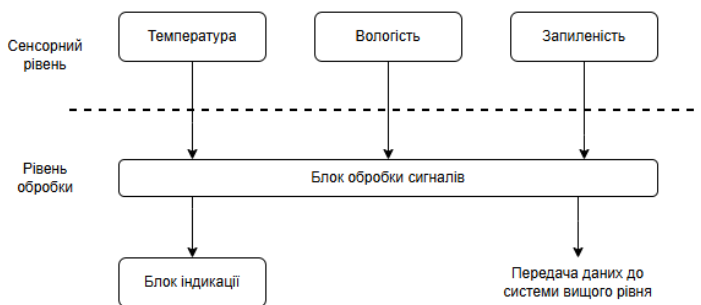 Сенсорний
рівень
Температура
Вологість
Запиленість
Рівень
обробки
Блок обробки сигналів
Блок індикації
Передача даних до
системи вищого рівня